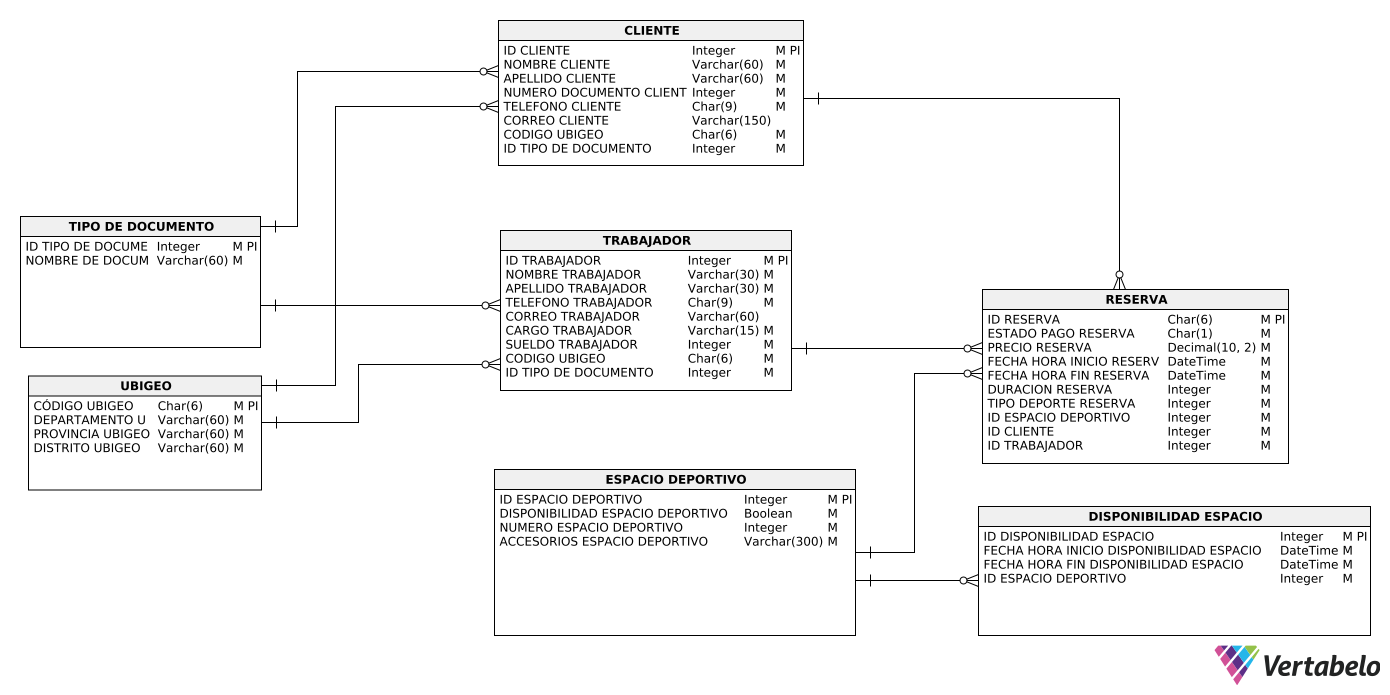 CLIENTE
ID CLIENTE Integer M PI
NOMBRE CLIENTE Varchar(60) M
APELLIDO CLIENTE Varchar(60) M
NUMERO DOCUMENTO CLIENT Integer M
TELEFONO CLIENTE Char(9) M
CORREO CLIENTE Varchar(150)
CODIGO UBIGEO Char(6) M
ID TIPO DE DOCUMENTO Integer M
TIPO DE DOCUMENTO
ID TIPO DE DOCUME Integer M PI
NOMBRE DE DOCUM Varchar(60) M
TRABAJADOR
ID TRABAJADOR Integer M PI
NOMBRE TRABAJADOR Varchar(30) M
APELLIDO TRABAJADOR Varchar(30) M
TELEFONO TRABAJADOR Char(9) M
CORREO TRABAJADOR Varchar(60)
CARGO TRABAJADOR Varchar(15) M
SUELDO TRABAJADOR Integer M
CODIGO UBIGEO Char(6) M
ID TIPO DE DOCUMENTO Integer M
RESERVA
ID RESERVA Char(6) M PI
ESTADO PAGO RESERVA Char(1) M
PRECIO RESERVA Decimal(10, 2) M
FECHA HORA INICIO RESERV DateTime M
FECHA HORA FIN RESERVA DateTime M
DURACION RESERVA Integer M
TIPO DEPORTE RESERVA Integer M
ID ESPACIO DEPORTIVO Integer M
ID CLIENTE Integer M
ID TRABAJADOR Integer M
UBIGEO
CÓDIGO UBIGEO Char(6) M PI
DEPARTAMENTO U Varchar(60) M
PROVINCIA UBIGEO Varchar(60) M
DISTRITO UBIGEO Varchar(60) M
ESPACIO DEPORTIVO
ID ESPACIO DEPORTIVO Integer M PI
DISPONIBILIDAD ESPACIO DEPORTIVO Boolean M
NUMERO ESPACIO DEPORTIVO Integer M
ACCESORIOS ESPACIO DEPORTIVO Varchar(300) M
DISPONIBILIDAD ESPACIO
ID DISPONIBILIDAD ESPACIO Integer M PI
FECHA HORA INICIO DISPONIBILIDAD ESPACIO DateTime M
FECHA HORA FIN DISPONIBILIDAD ESPACIO DateTime M
ID ESPACIO DEPORTIVO Integer M
Vertabelo